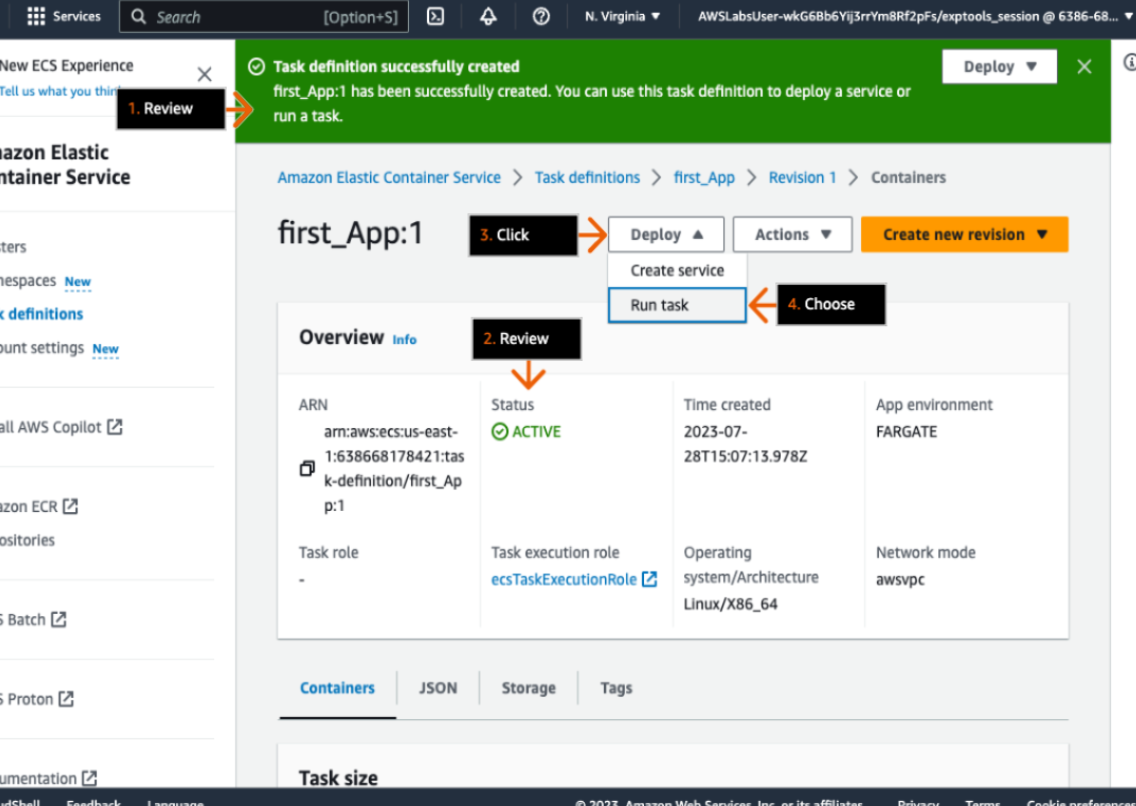 Services
Search
[Option+S]
N. Virginia ▼
AWSLabsUser-wkG6Bb6Yij3rrYm8Rf2pFs/exptools_session @ 6386-68... ▼
New ECS Experience
Tell us what you thin
1. Review
Task definition successfully created
first_App:1 has been successfully created. You can use this task definition to deploy a service or
run a task.
Deploy ▼
azon Elastic
ntainer Service
sters
mespaces New
k definitions
ount settings New
all AWS Copilot
azon ECR
ositories
S Batch
S Proton
umentation
Amazon Elastic Container Service > Task definitions > first_App > Revision 1 > Containers
first_App:1
3. Click
Deploy ▲
Actions ▼
Create new revision ▼
Create service
Run task
4. Choose
Overview Info
2. Review
ARN
arn:aws:ecs:us-east-
1:638668178421:tas
k-definition/first_Ap
p:1
Status
ACTIVE
Time created
2023-07-
28T15:07:13.978Z
App environment
FARGATE
Task role
-
Task execution role
ecsTaskExecutionRole
Operating
system/Architecture
Linux/X86_64
Network mode
awsvpc
Containers
JSON
Storage
Tags
Task size
udShell Feedback Language
© 2023, Amazon Web Services, Inc. or its affiliates. Privacy Terms Cookie preferences